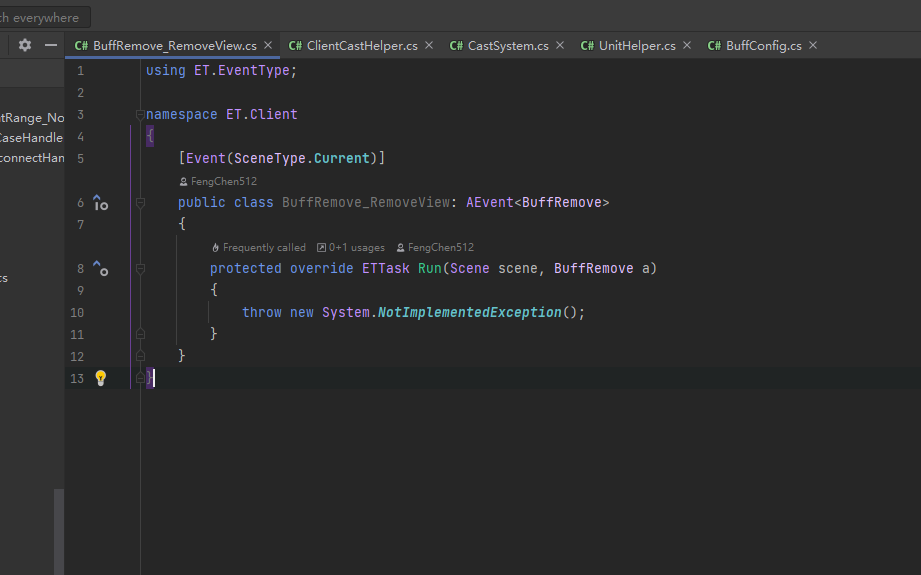 ch everywhere
C# BuffRemove_RemoveView.cs
C# ClientCastHelper.cs
C# CastSystem.cs
C# UnitHelper.cs
C# BuffConfig.cs
ntRange_No
CaseHandle
connectHan
cs
1 using ET.EventType;
2
3 namespace ET.Client
4 {
5 [Event(SceneType.Current)]
FengChen512
6 public class BuffRemove_RemoveView: AEvent<BuffRemove>
7 {
Frequently called 0+1 usages FengChen512
8 protected override ETTask Run(Scene scene, BuffRemove a)
9 {
10 throw new System.NotImplementedException();
11 }
12 }
13 }